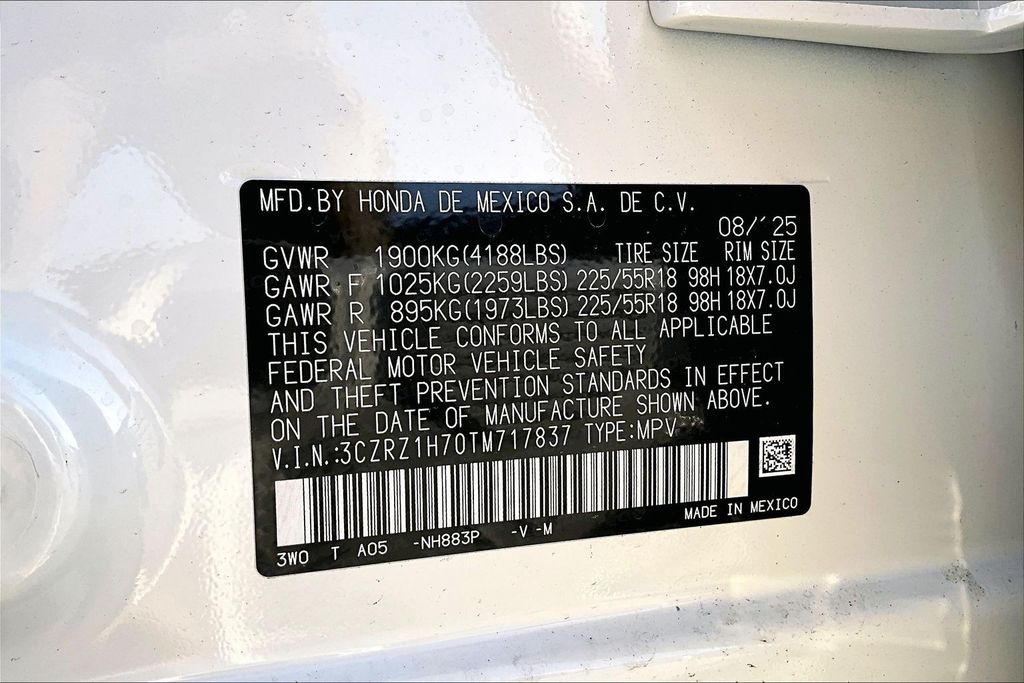 MFD.BY HONDA DE MEXICO S.A. DE C.V.
08/´25
GVWR 1900KG(4188LBS) TIRE SIZE RIM SIZE
GAWR F 1025KG(2259LBS) 225/55R18 98H 18X7.0J
GAWR R 895KG(1973LBS) 225/55R18 98H 18X7.0J
THIS VEHICLE CONFORMS TO ALL APPLICABLE
FEDERAL MOTOR VEHICLE SAFETY
AND THEFT PREVENTION STANDARDS IN EFFECT
ON THE DATE OF MANUFACTURE SHOWN ABOVE.
V.I.N.:3CZRZ1H70TM717837 TYPE:MPV
MADE IN MEXICO
3W0 T A05 -NH883P -V -M